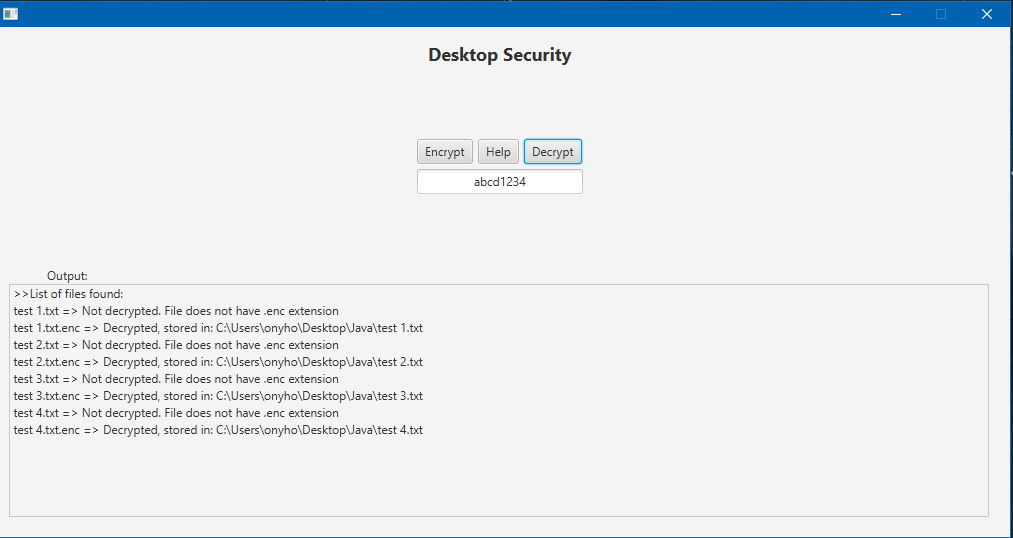 Desktop Security
Encrypt Help Decrypt
abcd1234
Output:
>>List of files found:
test 1.txt => Not decrypted. File does not have .enc extension
test 1.txt.enc => Decrypted, stored in: C:\Users\onyho\Desktop\Java\test 1.txt
test 2.txt => Not decrypted. File does not have .enc extension
test 2.txt.enc => Decrypted, stored in: C:\Users\onyho\Desktop\Java\test 2.txt
test 3.txt => Not decrypted. File does not have .enc extension
test 3.txt.enc => Decrypted, stored in: C:\Users\onyho\Desktop\Java\test 3.txt
test 4.txt => Not decrypted. File does not have .enc extension
test 4.txt.enc => Decrypted, stored in: C:\Users\onyho\Desktop\Java\test 4.txt